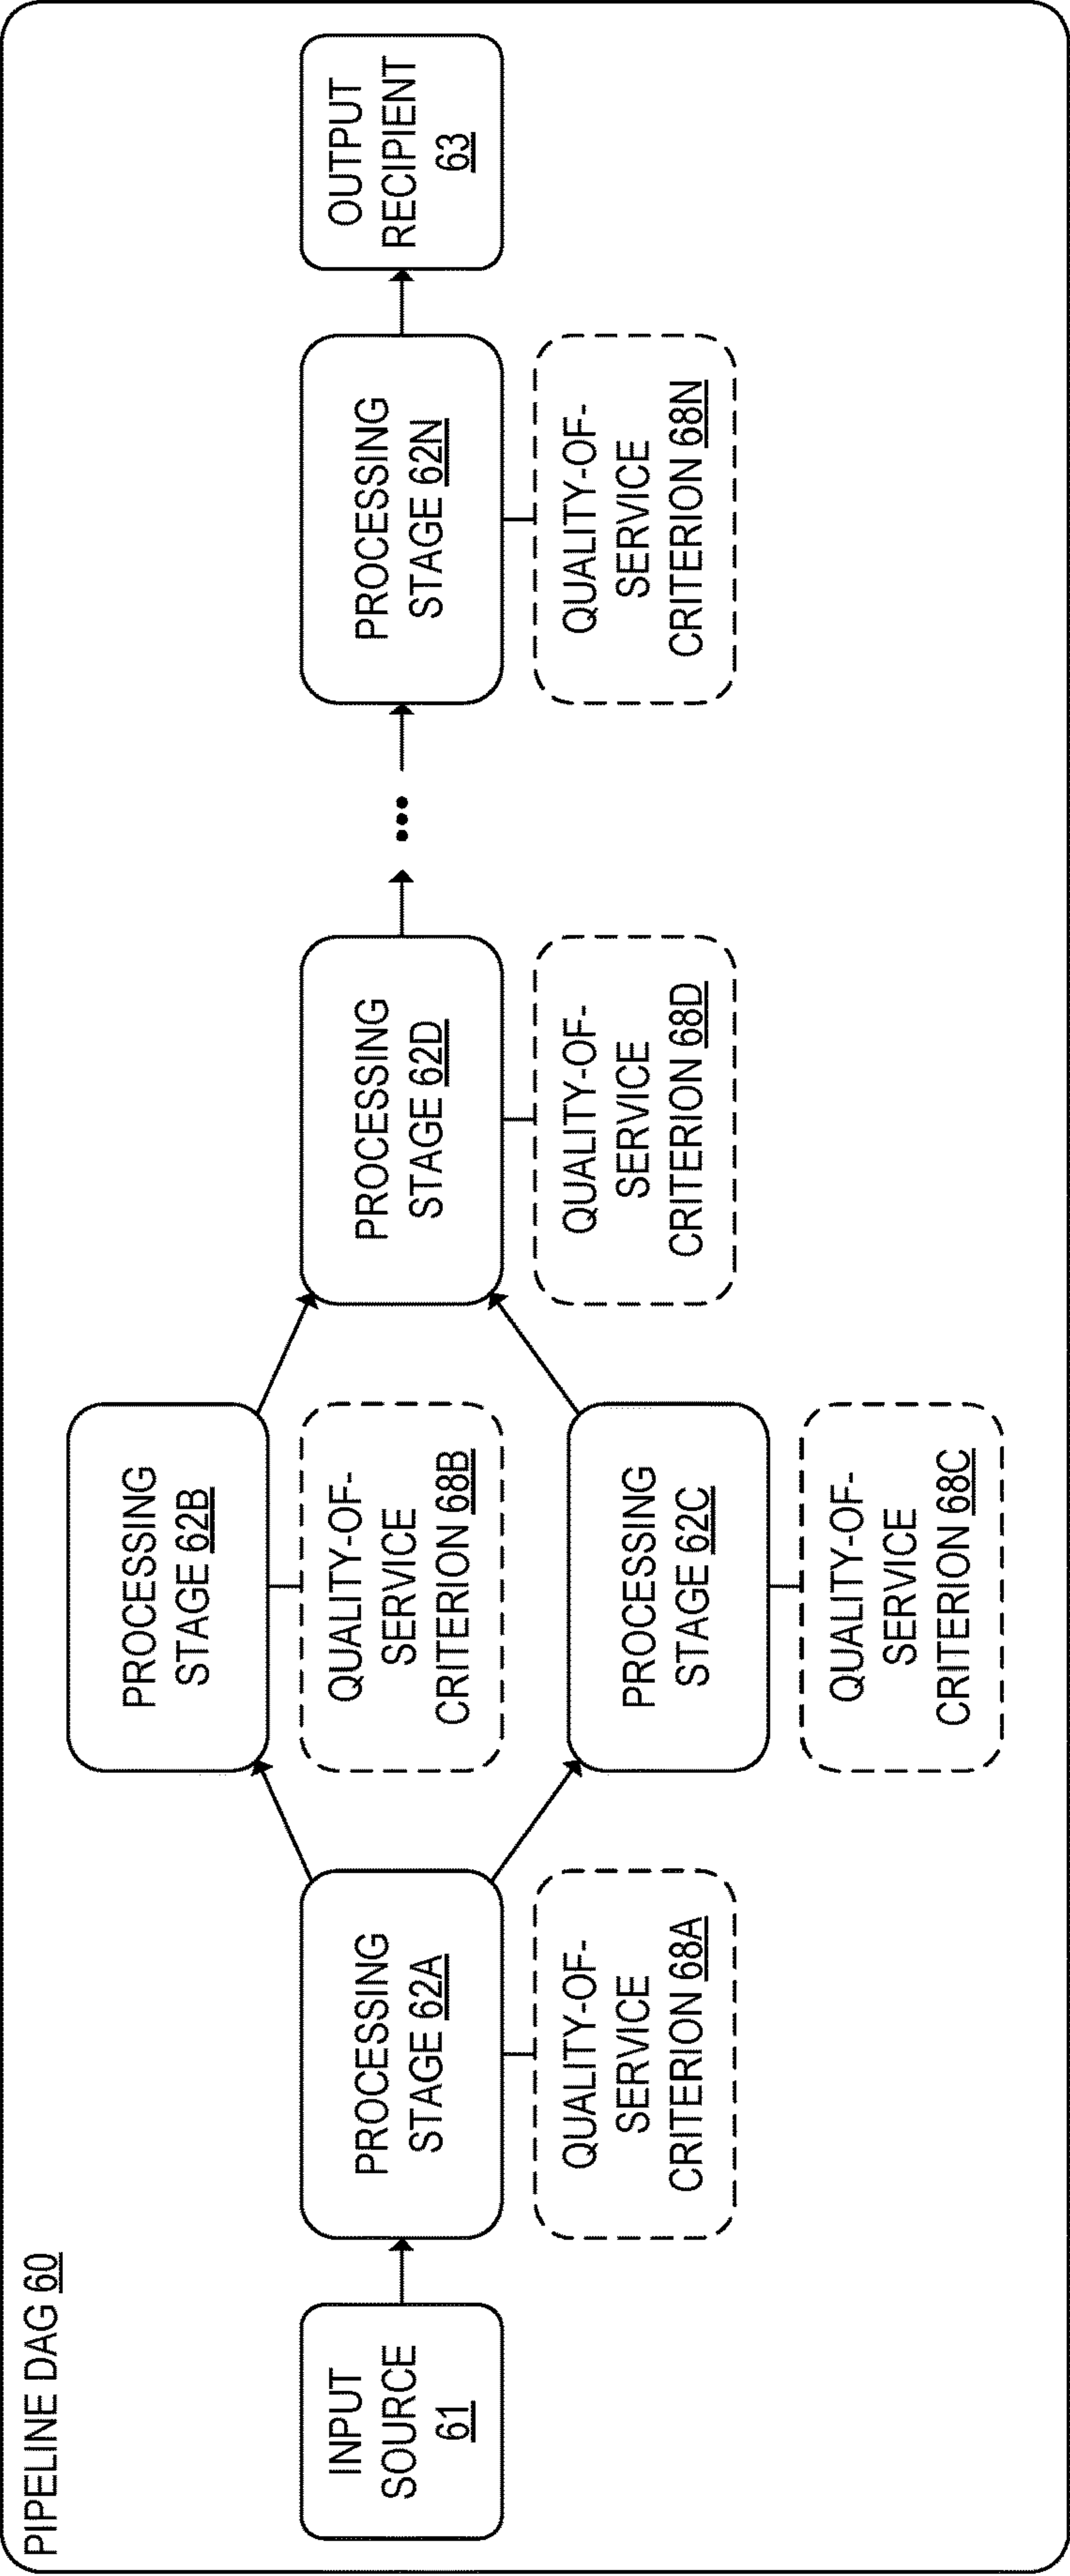 PIPELINE DAG 60
INPUT
SOURCE
61
PROCESSING
STAGE 62A
QUALITY-OF-
SERVICE
CRITERION 68A
PROCESSING
STAGE 62B
QUALITY-OF-
SERVICE
CRITERION 68B
PROCESSING
STAGE 62C
QUALITY-OF-
SERVICE
CRITERION 68C
PROCESSING
STAGE 62D
QUALITY-OF-
SERVICE
CRITERION 68D
...
PROCESSING
STAGE 62N
QUALITY-OF-
SERVICE
CRITERION 68N
OUTPUT
RECIPIENT
63